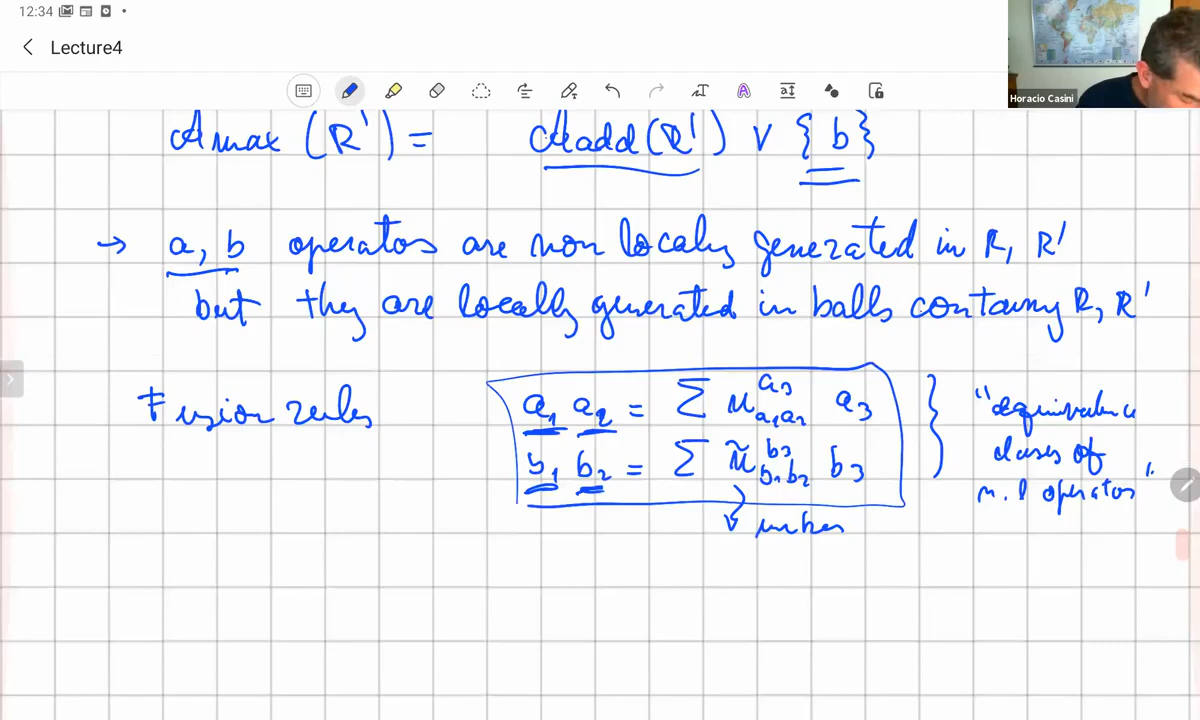 12:34
Lecture4
Horacio Casini
Amax (R') = Aadd(R') ∨ { b }
→ a, b operators are non locally generated in R, R'
but they are locally generated in balls containing R, R'
Fusion rules
a1 a2 = Σ n a3 a1a2 a3
b1 b2 = Σ ñ b3 b1b2 b3
"equivalence
classes of
n. l operators".